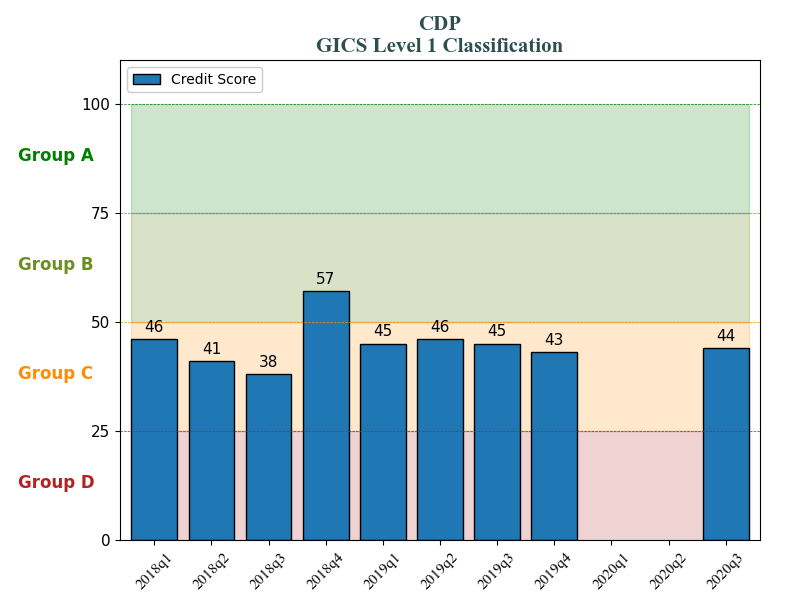 CDP
GICS Level 1 Classification
Credit Score
100
Group A
75
Group B
57
50
46
46
45
45
44
43
41
38
Group C
25
Group D
0
2018q1
2018q2
2018q3
2018q4
2019q1
2019q2
2019q3
2019q4
2020q1
2020q2
2020q3